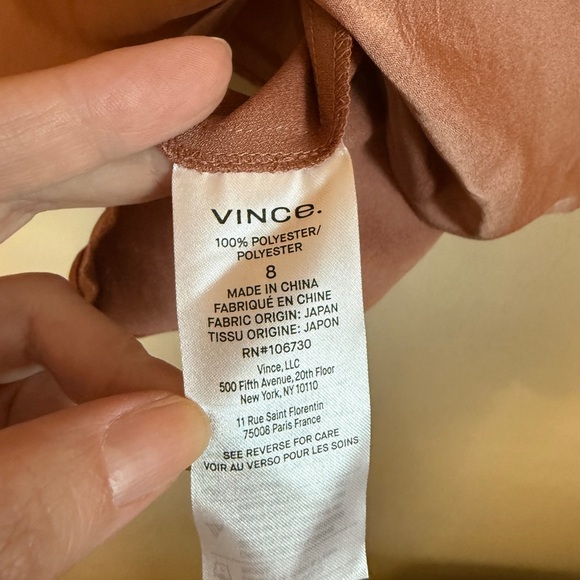 VINCe.
100% POLYESTER/
POLYESTER
8
MADE IN CHINA
FABRIQUÉ EN CHINE
FABRIC ORIGIN: JAPAN
TISSU ORIGINE: JAPON
RN#106730
Vince, LLC
500 Fifth Avenue, 20th Floor
New York, NY 10110
11 Rue Saint Florentin
75008 Paris France
SEE REVERSE FOR CARE
VOIR AU VERSO POUR LES SOINS